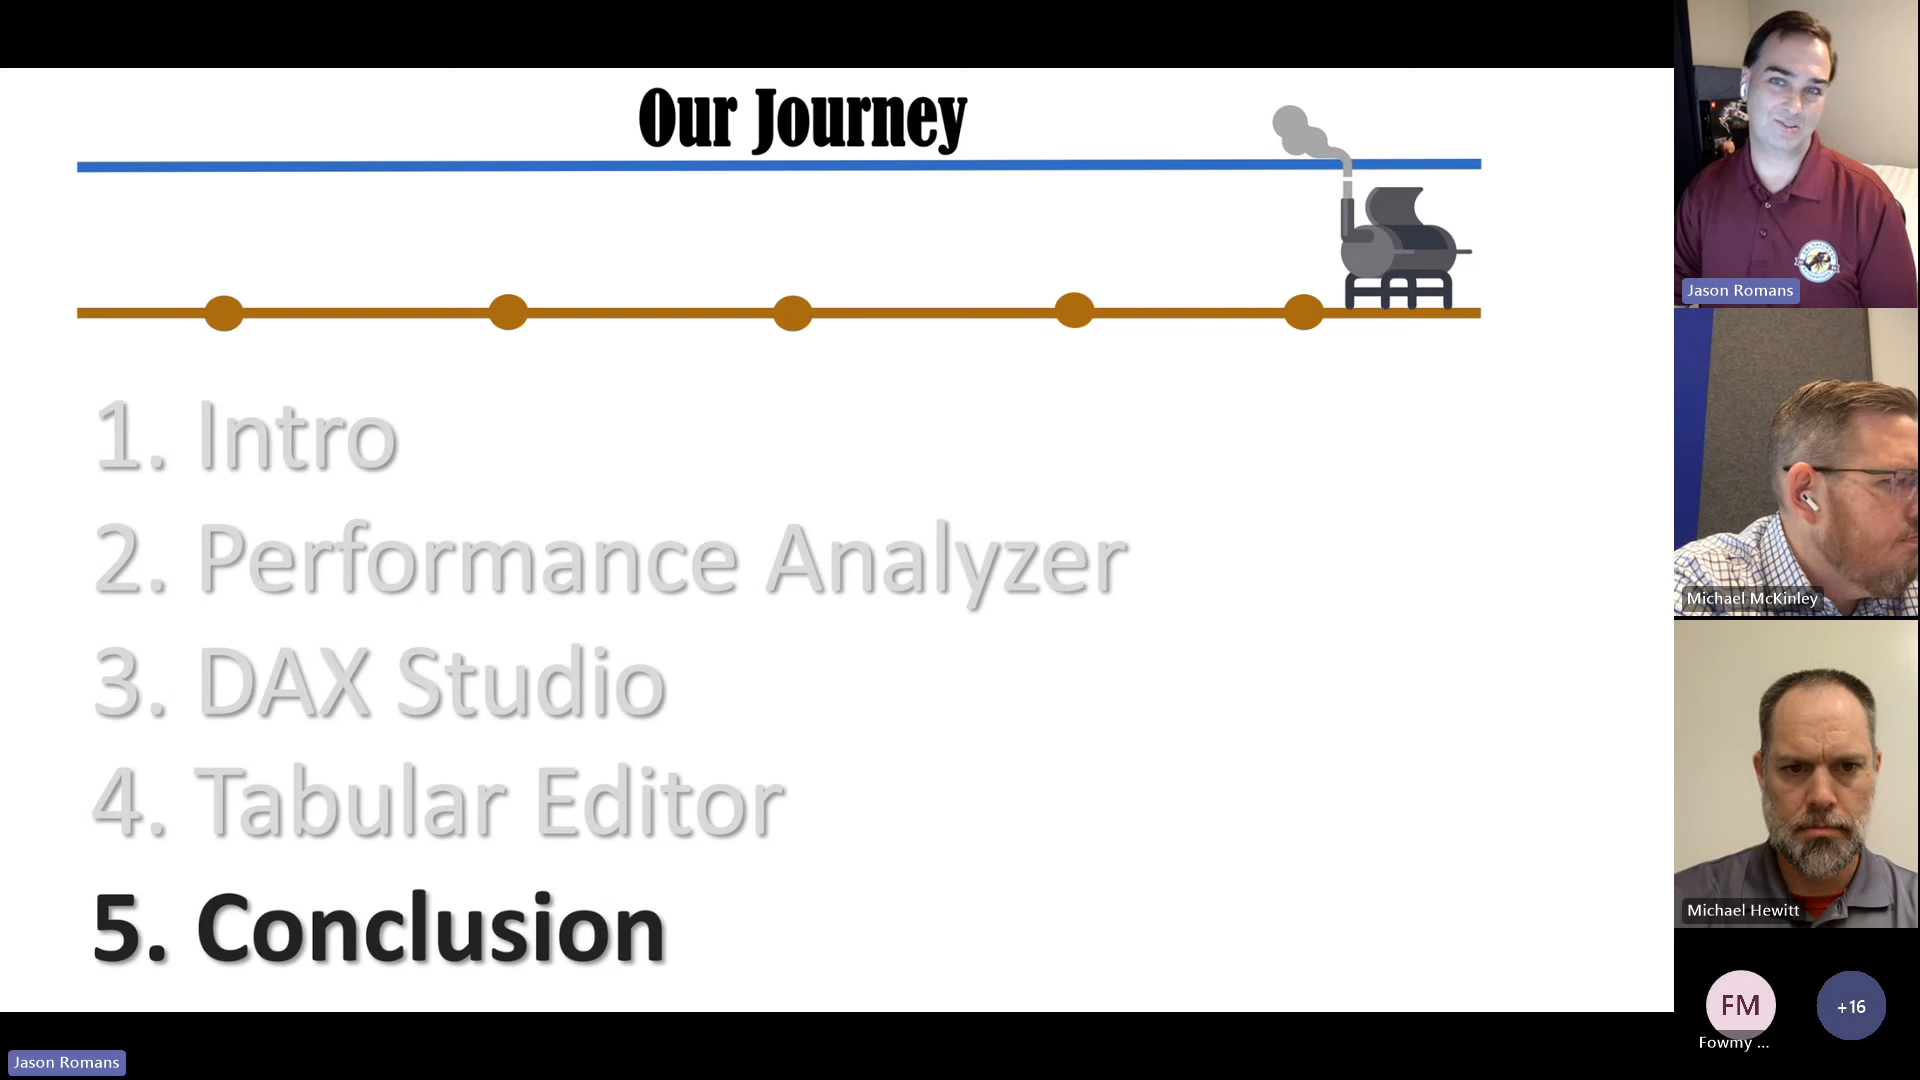 Our Journey
1. Intro
2. Performance Analyzer
3. DAX Studio
4. Tabular Editor
5. Conclusion
Jason Romans
Michael McKinley
Michael Hewitt
FM
Fowmy ...
+16
Jason Romans